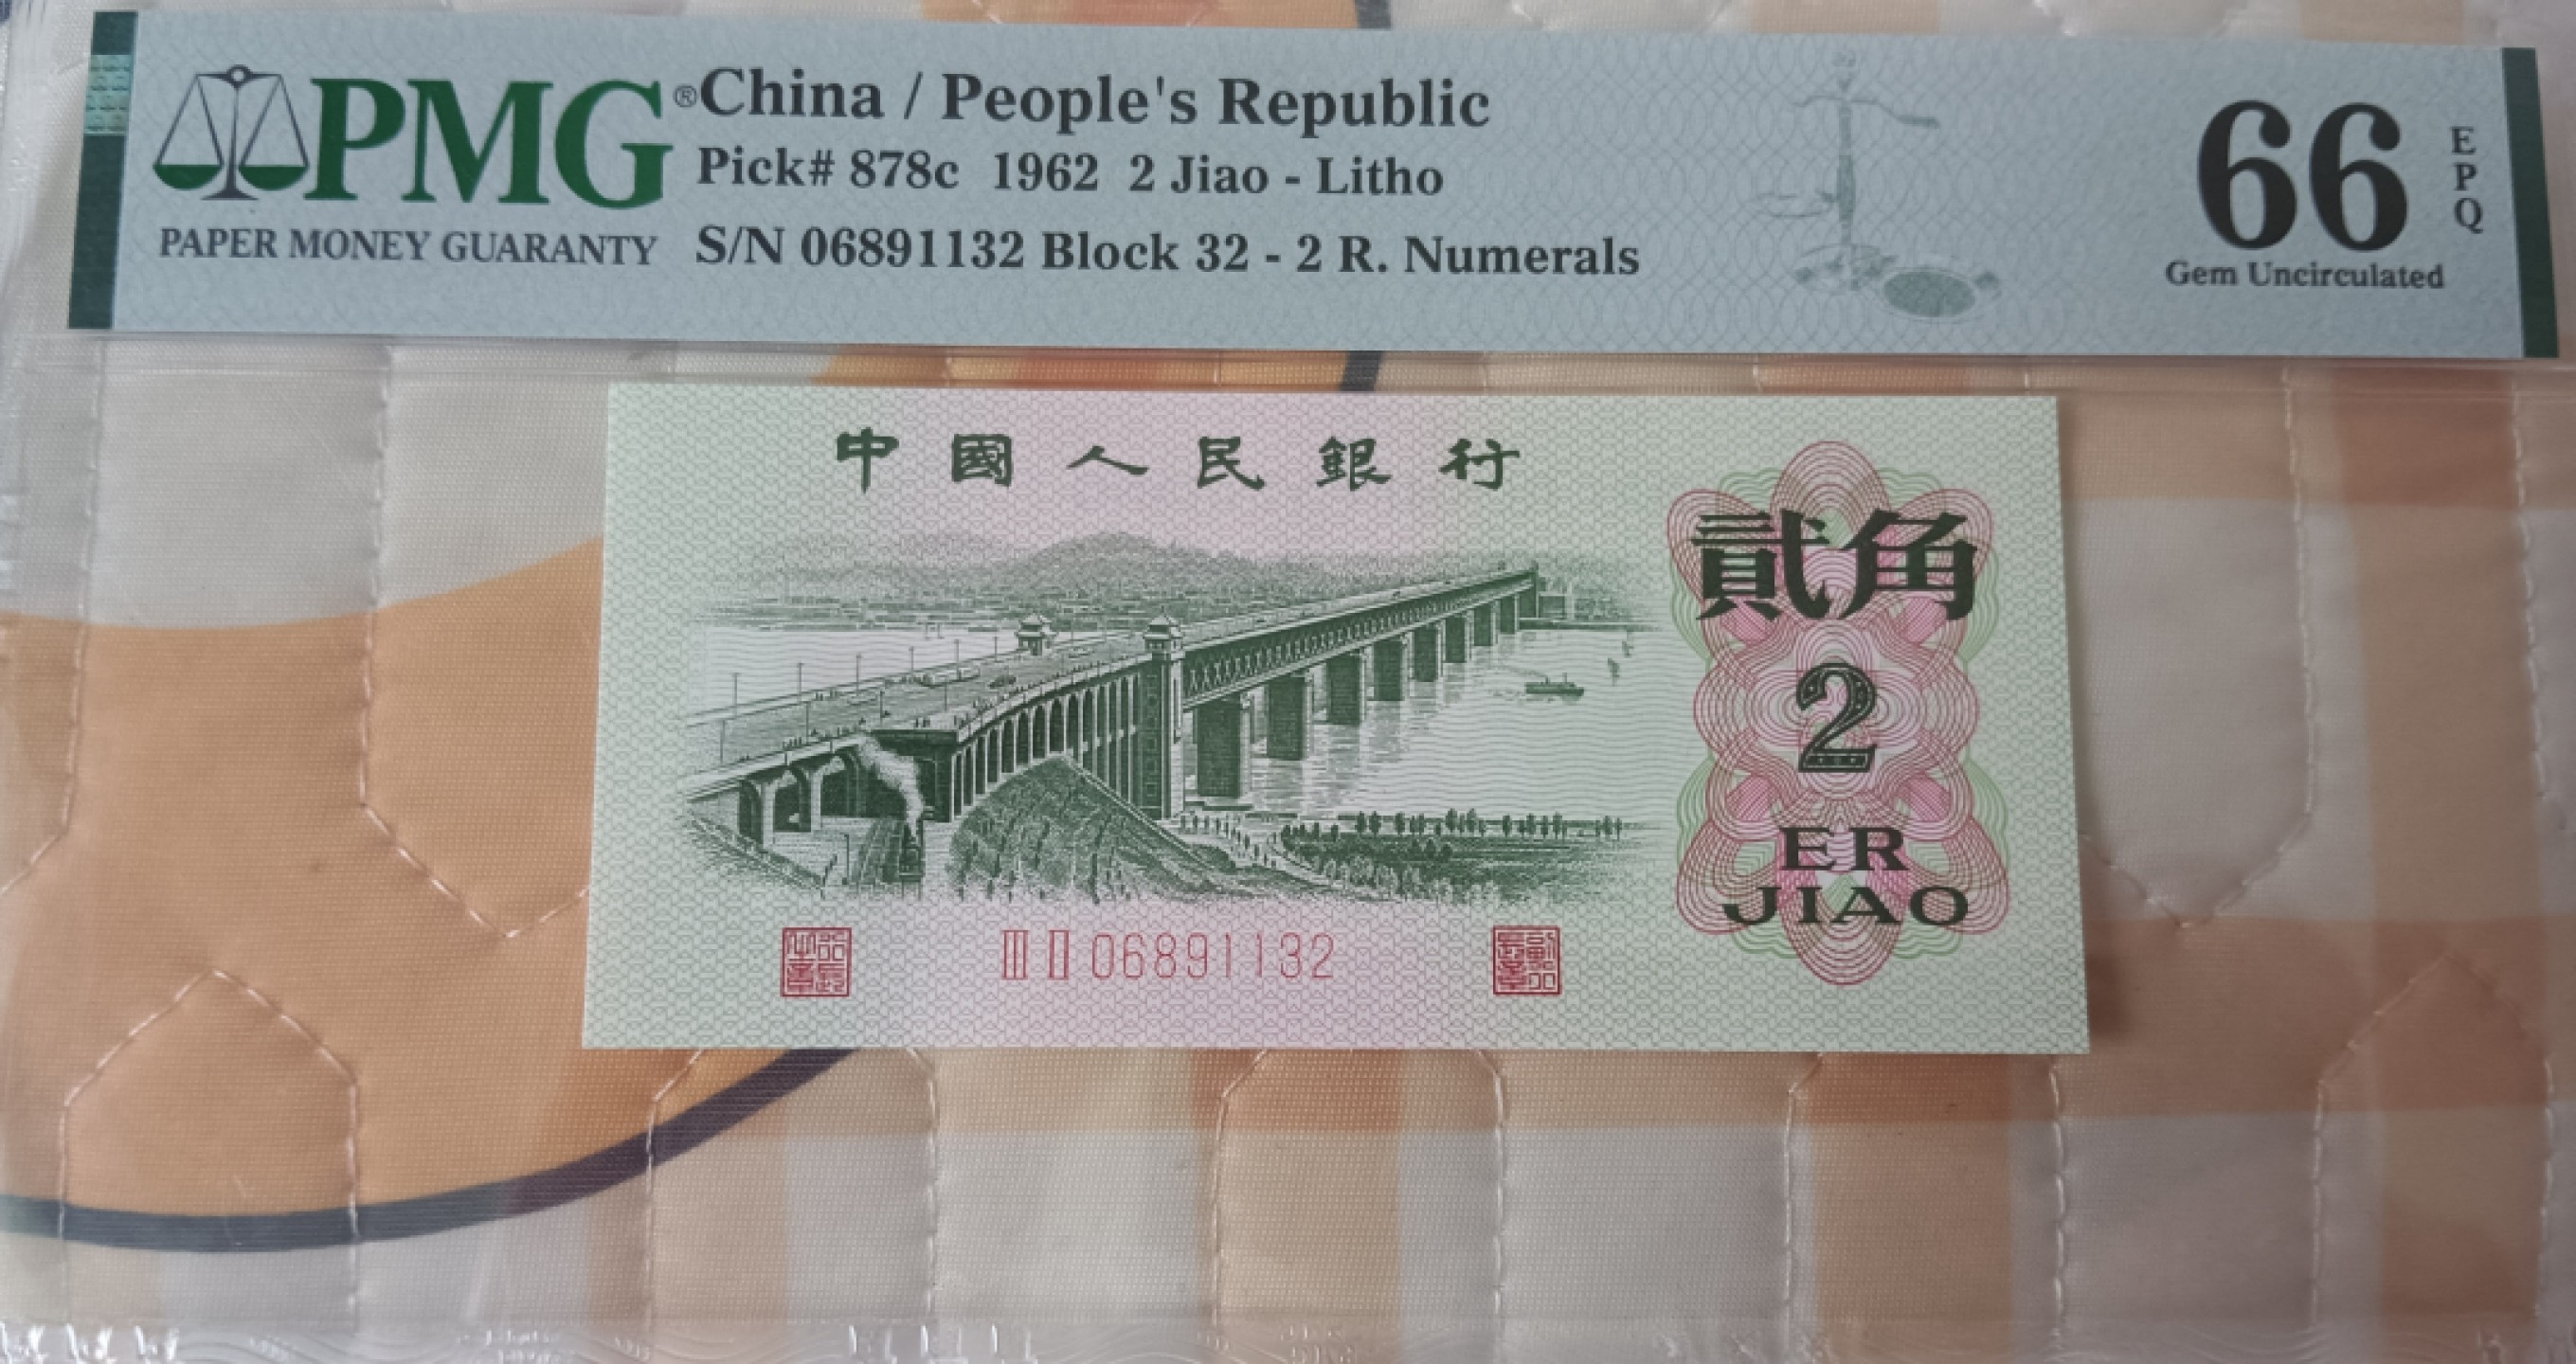 PMG®
PAPER MONEY GUARANTY
China / People's Republic
Pick# 878c 1962 2 Jiao - Litho
S/N 06891132 Block 32 - 2 R. Numerals
66 EPQ
Gem Uncirculated
中國人民銀行
貳角
2
ER
JIAO
III II 06891132